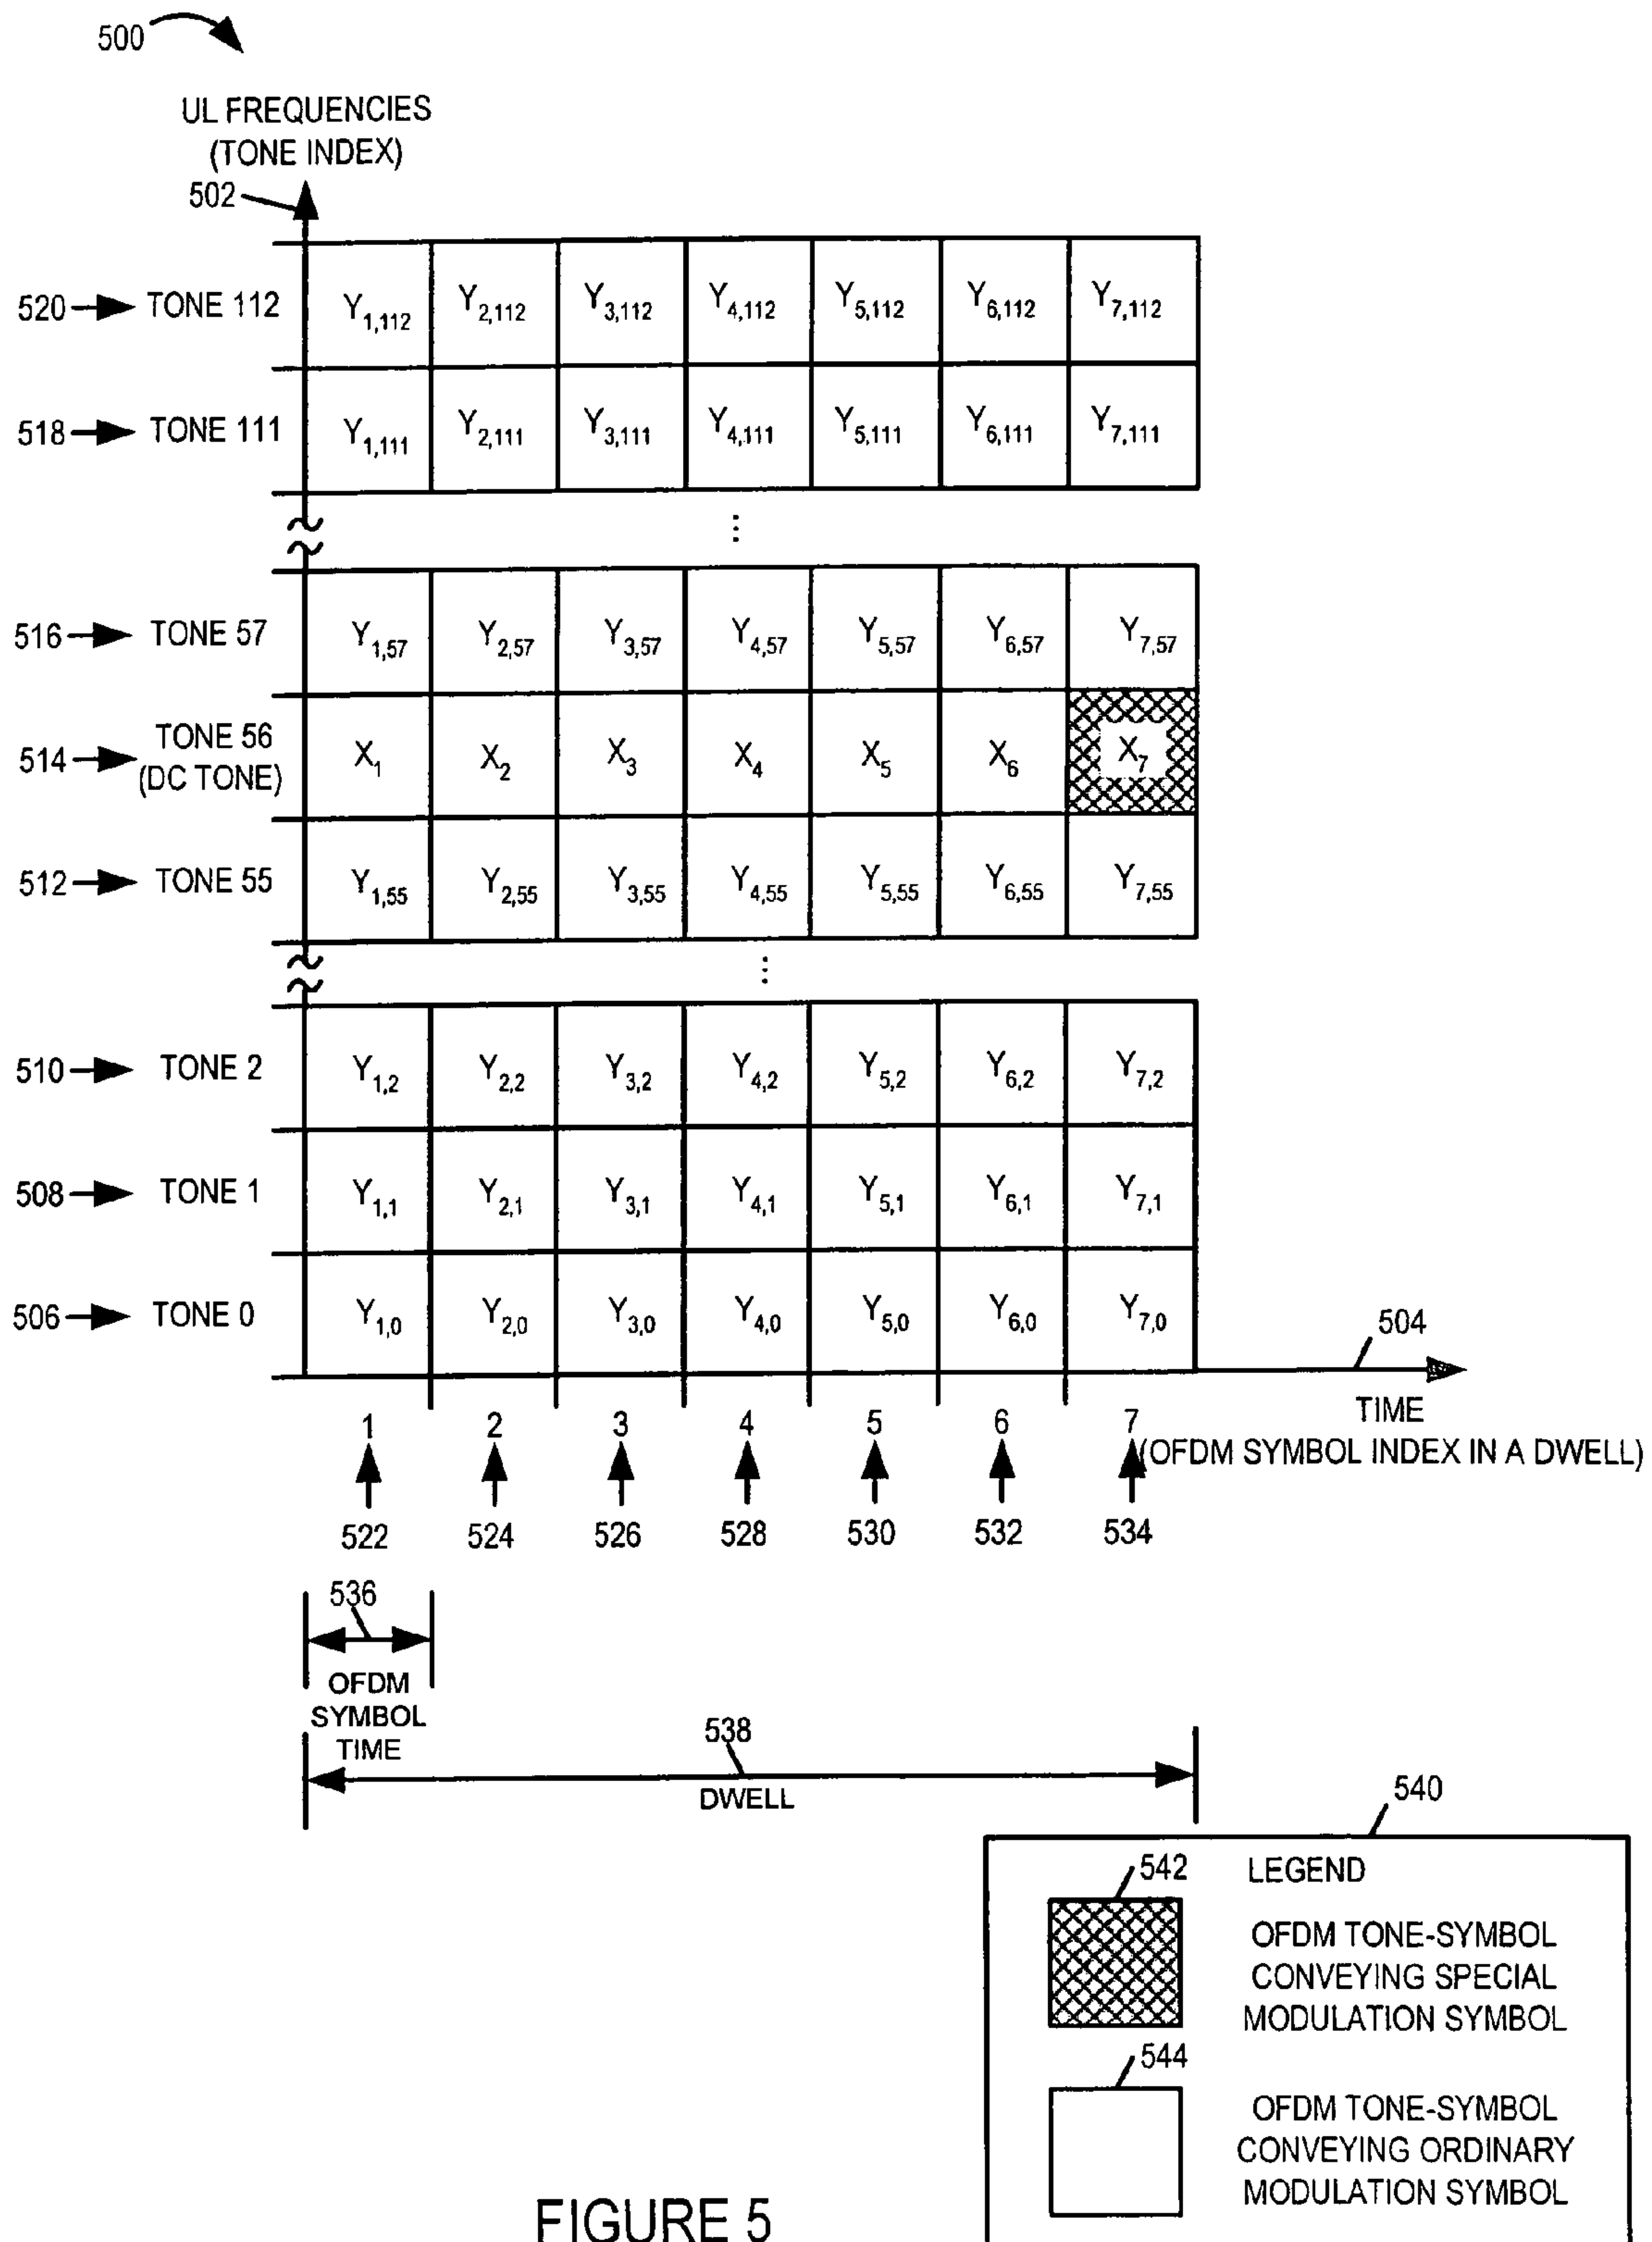 500
UL FREQUENCIES
(TONE INDEX)
502
520 TONE 112 Y1,112 Y2,112 Y3,112 Y4,112 Y5,112 Y6,112 Y7,112
518 TONE 111 Y1,111 Y2,111 Y3,111 Y4,111 Y5,111 Y6,111 Y7,111
...
516 TONE 57 Y1,57 Y2,57 Y3,57 Y4,57 Y5,57 Y6,57 Y7,57
514 TONE 56 (DC TONE) X1 X2 X3 X4 X5 X6 X7
512 TONE 55 Y1,55 Y2,55 Y3,55 Y4,55 Y5,55 Y6,55 Y7,55
...
510 TONE 2 Y1,2 Y2,2 Y3,2 Y4,2 Y5,2 Y6,2 Y7,2
508 TONE 1 Y1,1 Y2,1 Y3,1 Y4,1 Y5,1 Y6,1 Y7,1
506 TONE 0 Y1,0 Y2,0 Y3,0 Y4,0 Y5,0 Y6,0 Y7,0
504
1 2 3 4 5 6 7
TIME
(OFDM SYMBOL INDEX IN A DWELL)
522 524 526 528 530 532 534
536
OFDM
SYMBOL
TIME
538
DWELL
540
542
LEGEND
OFDM TONE-SYMBOL
CONVEYING SPECIAL
MODULATION SYMBOL
544
OFDM TONE-SYMBOL
CONVEYING ORDINARY
MODULATION SYMBOL
FIGURE 5